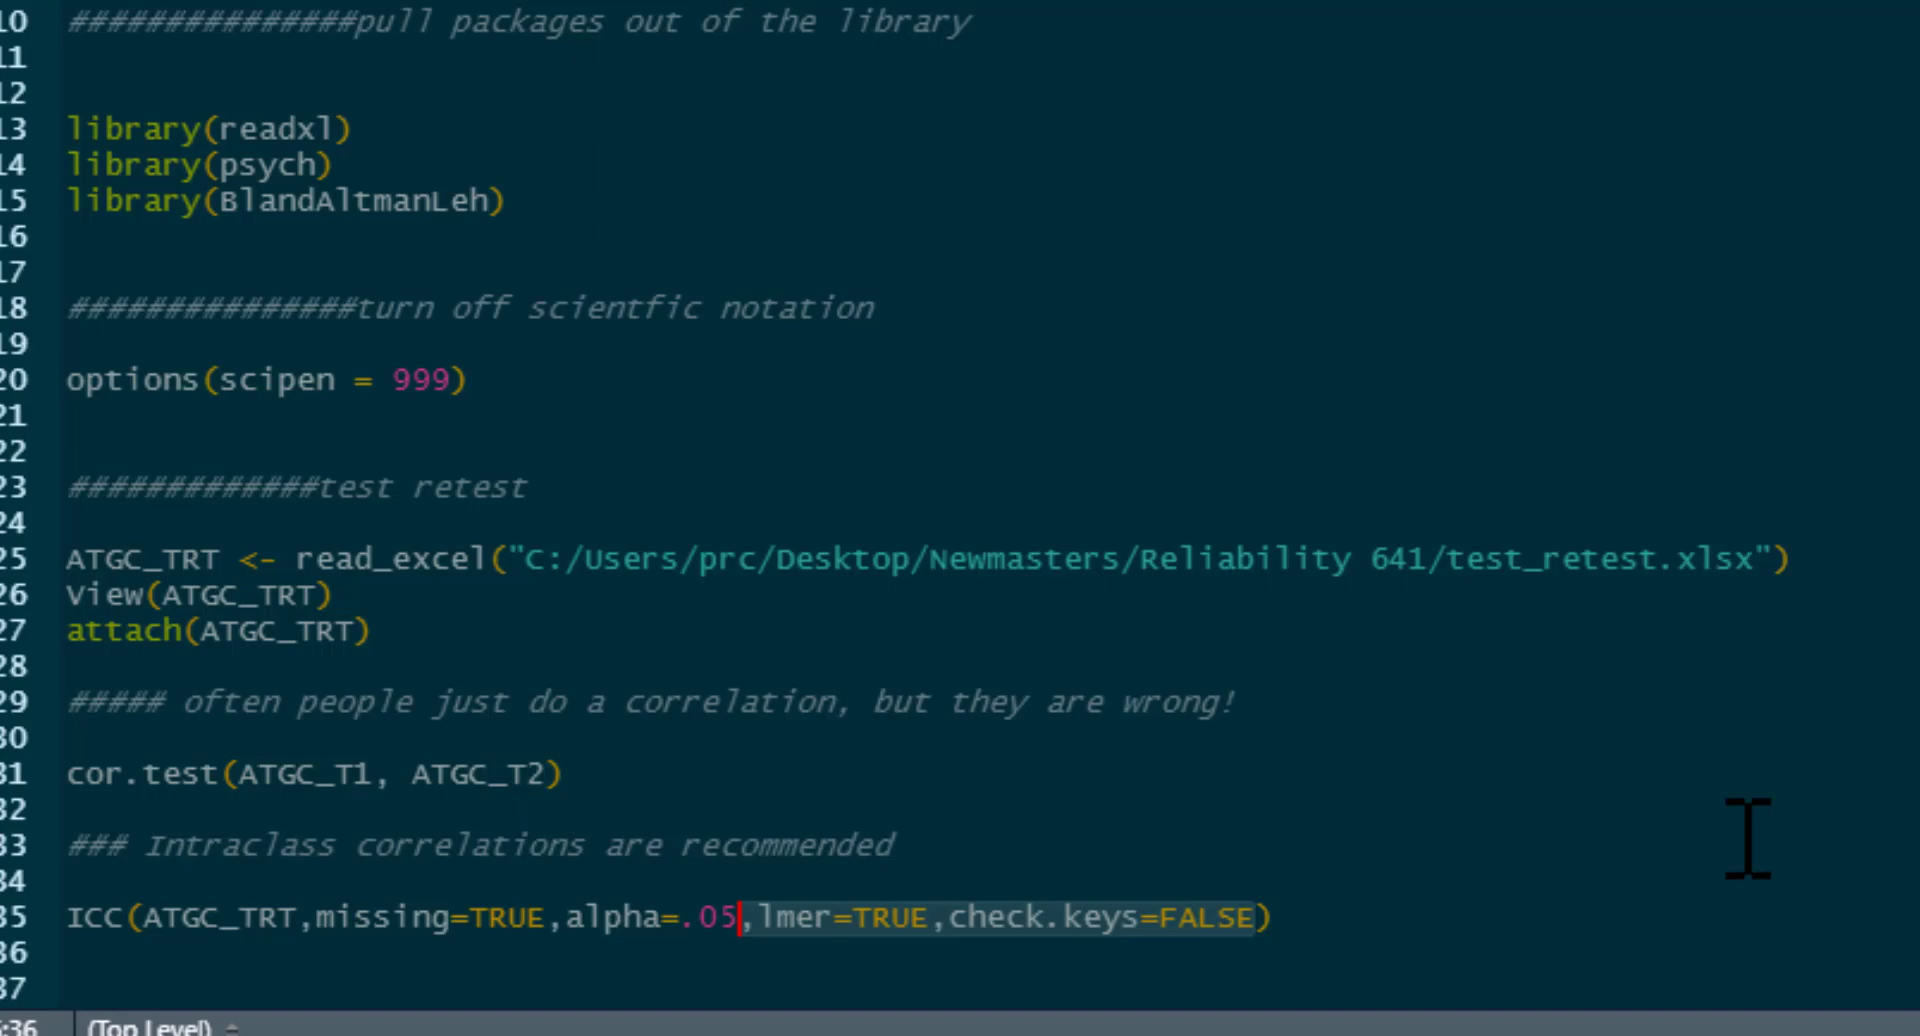 10 ###############pull packages out of the library
11
12
13 library(readxl)
14 library(psych)
15 library(BlandAltmanLeh)
16
17
18 ###############turn off scientfic notation
19
20 options(scipen = 999)
21
22
23 #############test retest
24
25 ATGC_TRT <- read_excel("C:/Users/prc/Desktop/Newmasters/Reliability 641/test_retest.xlsx")
26 View(ATGC_TRT)
27 attach(ATGC_TRT)
28
29 ##### often people just do a correlation, but they are wrong!
30
31 cor.test(ATGC_T1, ATGC_T2)
32
33 ### Intraclass correlations are recommended
34
35 ICC(ATGC_TRT,missing=TRUE,alpha=.05,lmer=TRUE,check.keys=FALSE)
36
37
:36 (Top Level)